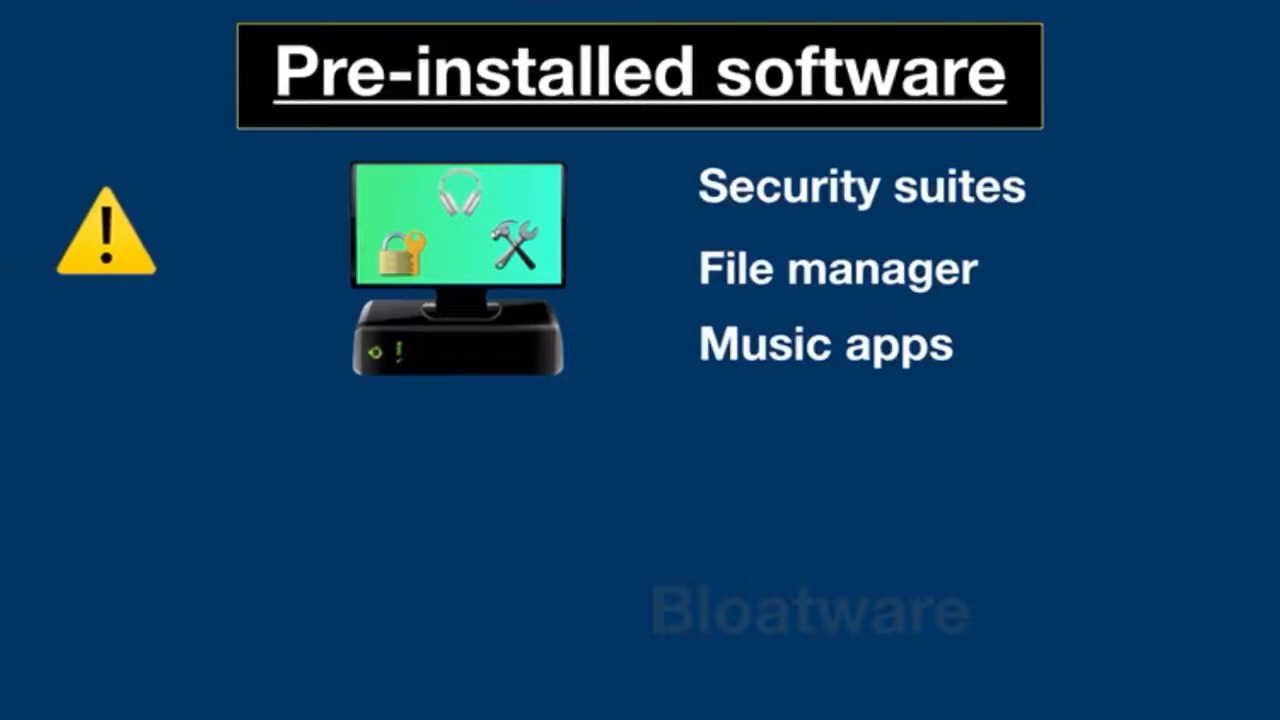 Pre-installed software
Security suites
File manager
Music apps
Bloatware